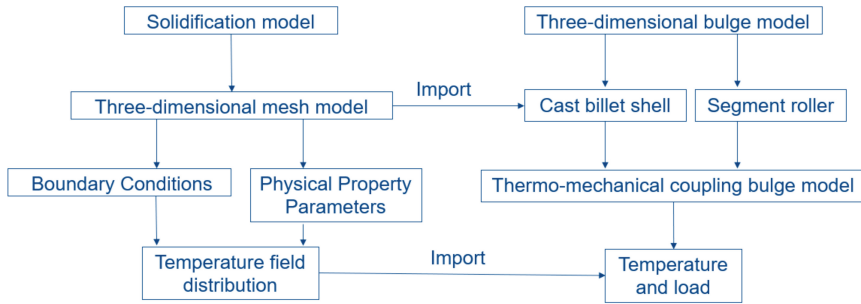 Solidification model
Three-dimensional bulge model
Import
Three-dimensional mesh model
Cast billet shell
Segment roller
Boundary Conditions
Physical Property
Parameters
Thermo-mechanical coupling bulge model
Temperature field
distribution
Import
Temperature
and load